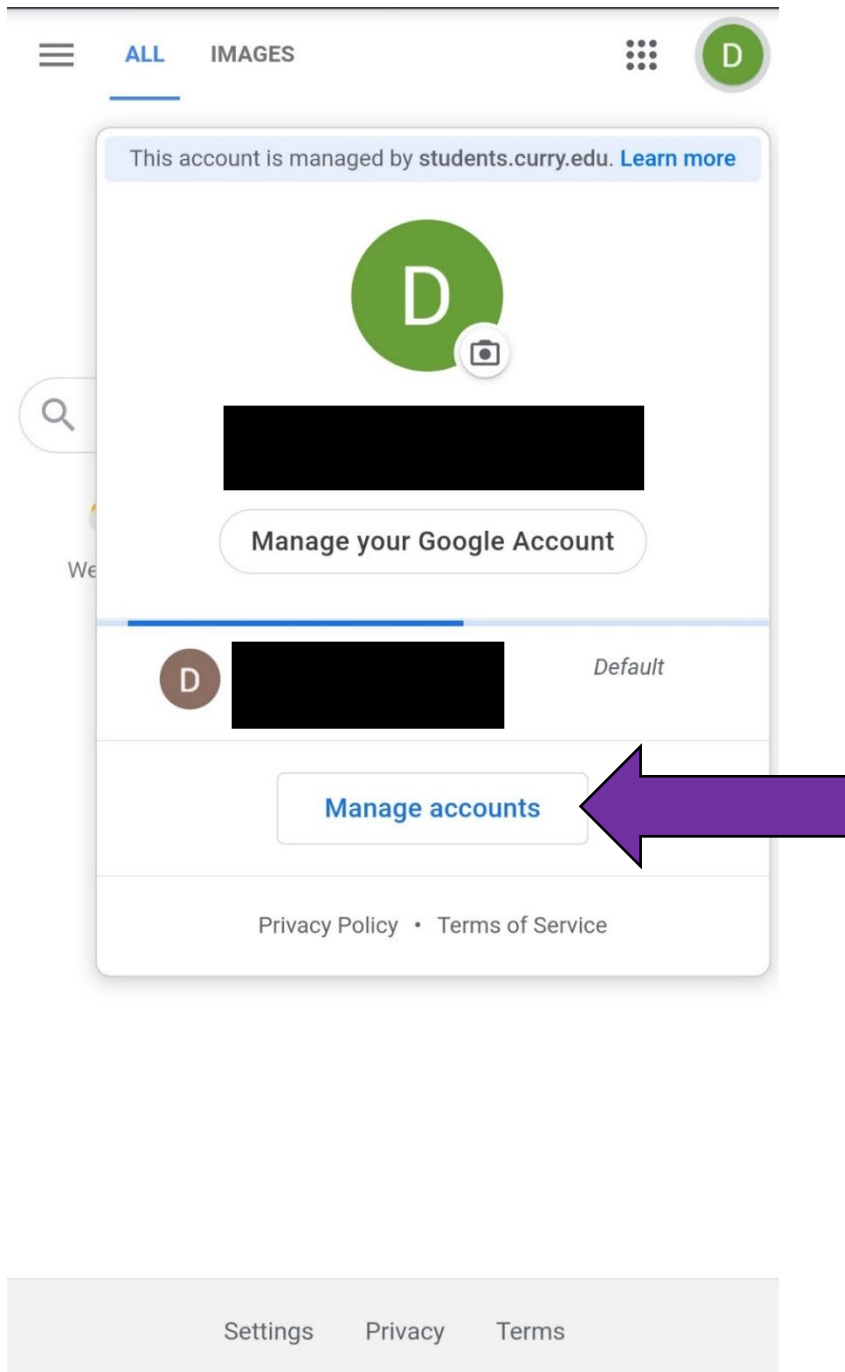 ALL IMAGES D
This account is managed by students.curry.edu. Learn more
D
Manage your Google Account
We
D Default
Manage accounts
Privacy Policy • Terms of Service
Settings Privacy Terms